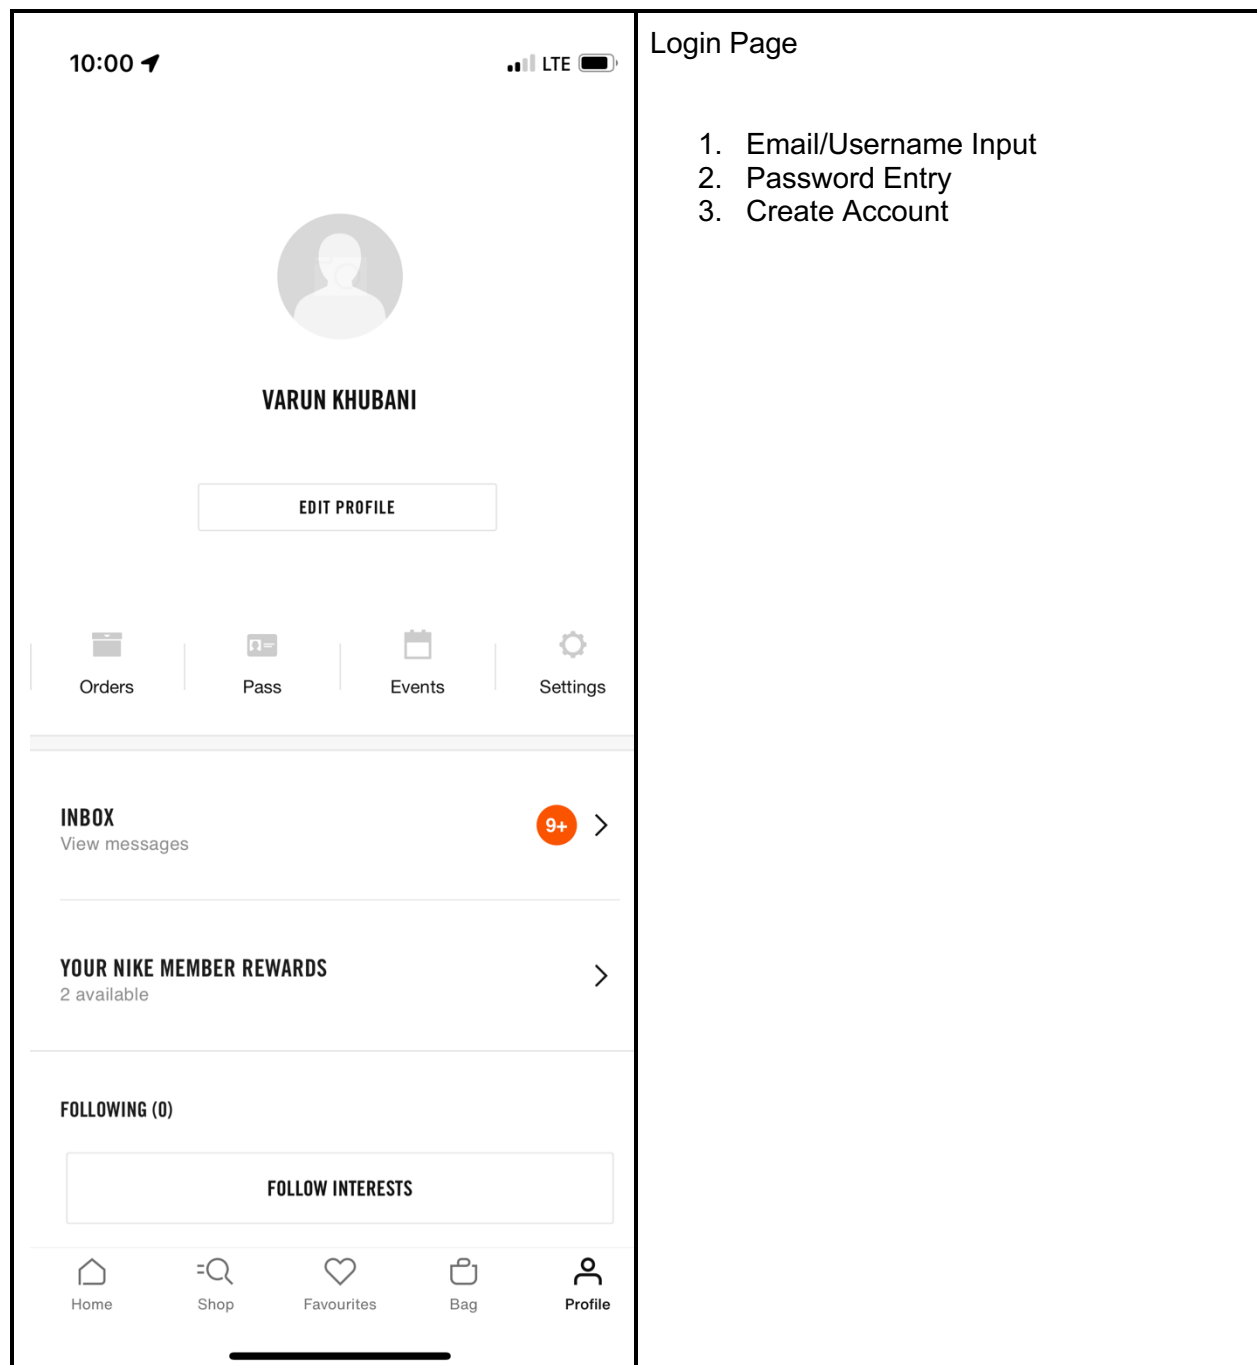 10:00
LTE
VARUN KHUBANI
EDIT PROFILE
Orders Pass Events Settings
INBOX
View messages
9+
YOUR NIKE MEMBER REWARDS
2 available
FOLLOWING (0)
FOLLOW INTERESTS
Home Shop Favourites Bag Profile
Login Page
1. Email/Username Input
2. Password Entry
3. Create Account